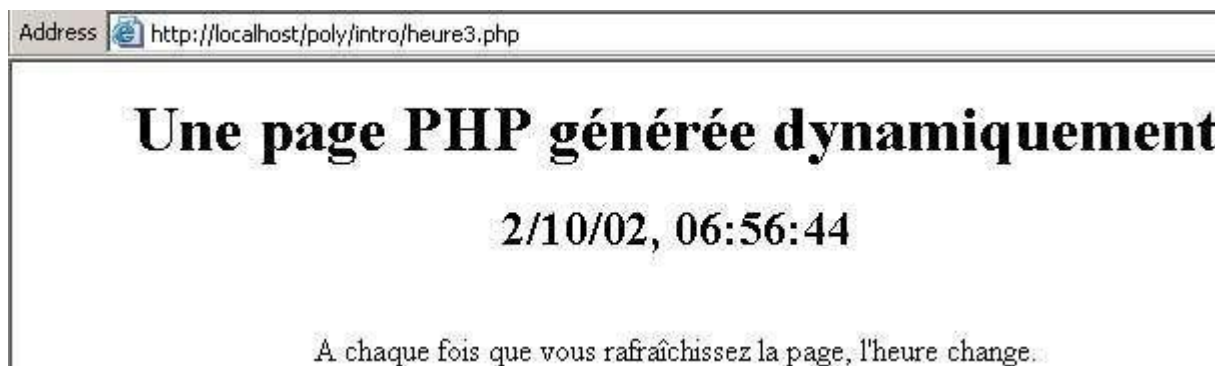 Address http://localhost/poly/intro/heure3.php
Une page PHP générée dynamiquement
2/10/02, 06:56:44
A chaque fois que vous rafraîchissez la page, l'heure change.